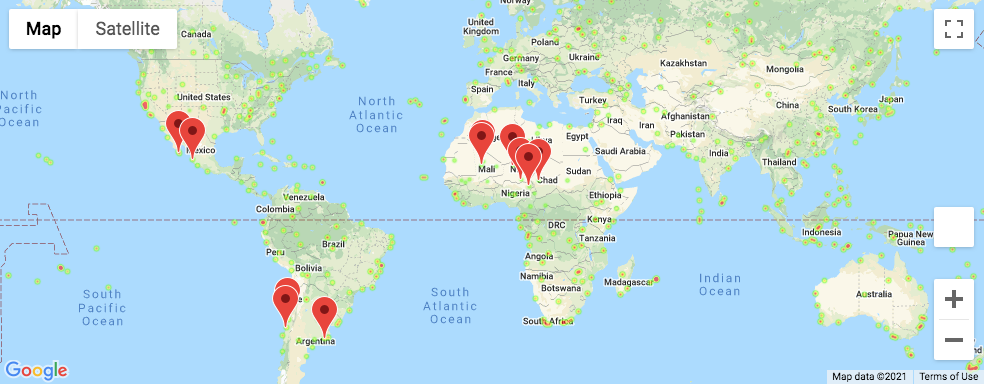 Map
Satellite
North
Pacific
Ocean
Canada
United States
Mexico
North
Atlantic
Ocean
United
Kingdom
Poland
Germany
Ukraine
France
Italy
Spain
Turkey
Kazakhstan
Mongolia
China
South Korea
Japan
Iraq
Iran
Afghanistan
Pakistan
Egypt
Saudi Arabia
India
Thailand
Mali
Chad
Sudan
Nigeria
Ethiopia
Venezuela
Colombia
DRC
Kenya
Tanzania
Indonesia
Papua New
Guinea
Brazil
Peru
Bolivia
Angola
Namibia
Botswana
Madagascar
South
Pacific
Ocean
South
Atlantic
Ocean
Indian
Ocean
Australia
South Africa
Argentina
Google
Map data ©2021
Terms of Use